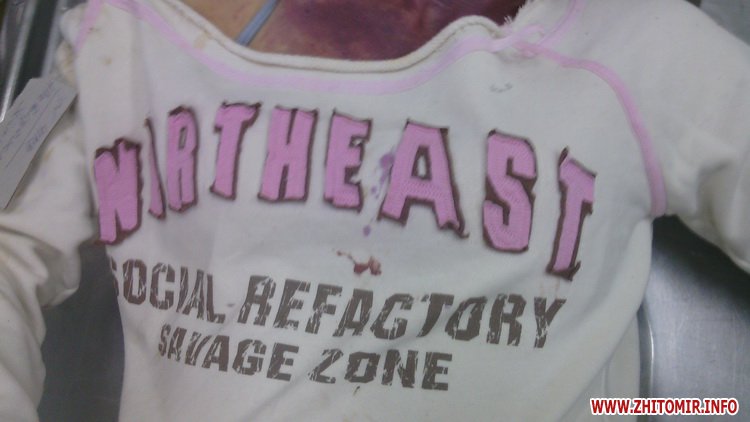 NORTHEAST
SOCIAL REFACTORY
SAVAGE ZONE
WWW.ZHITOMIR.INFO